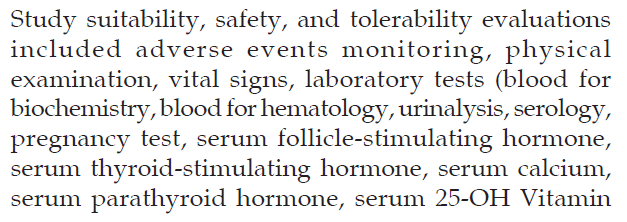 Study suitability, safety, and tolerability evaluations
included adverse events monitoring, physical
examination, vital signs, laboratory tests (blood for
biochemistry, blood for hematology, urinalysis, serology,
pregnancy test, serum follicle-stimulating hormone,
serum thyroid-stimulating hormone, serum calcium,
serum parathyroid hormone, serum 25-OH Vitamin